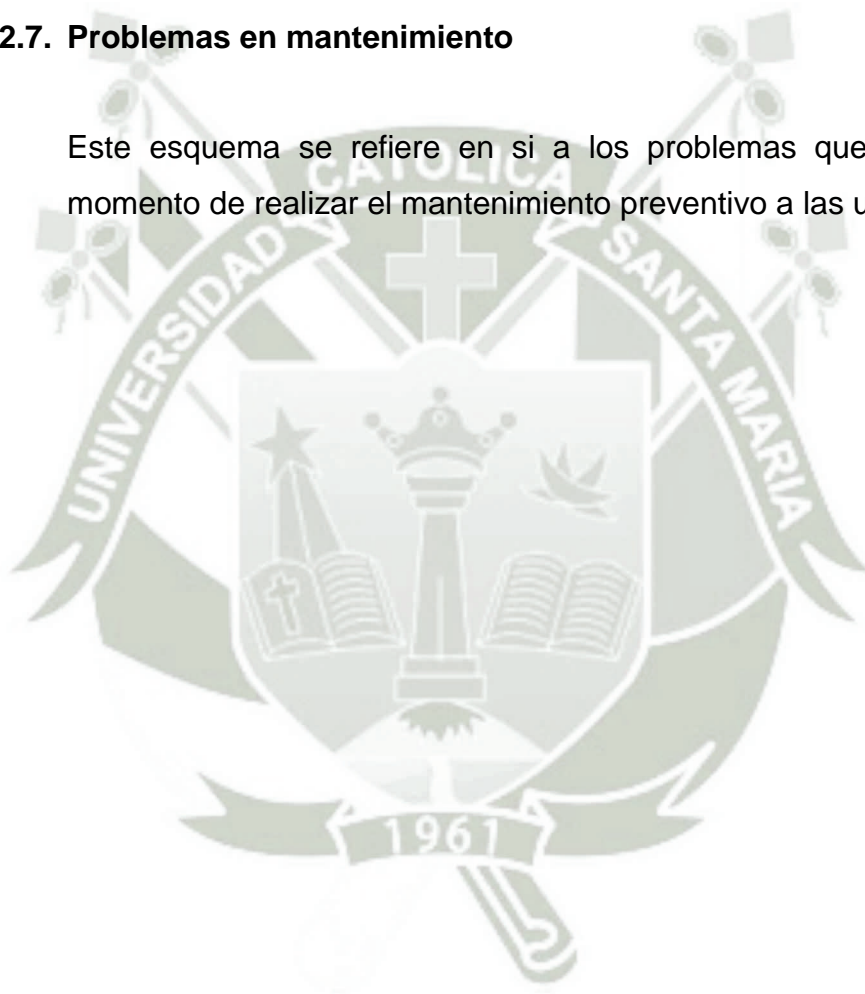 2.7. Problemas en mantenimiento
Este esquema se refiere en si a los problemas que
momento de realizar el mantenimiento preventivo a las
UNIVERSIDAD CATOLICA SANTA MARIA
1961